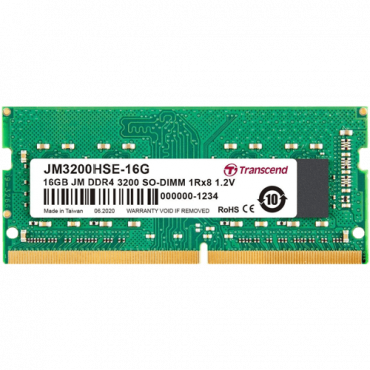 JM3200HSE-16G
16GB JM DDR4 3200 SO-DIMM 1Rx8 1.2V
000000-1234
Made in Taiwan 06.2020 WARRANTY VOID IF REMOVED
Transcend
10
RoHS CE